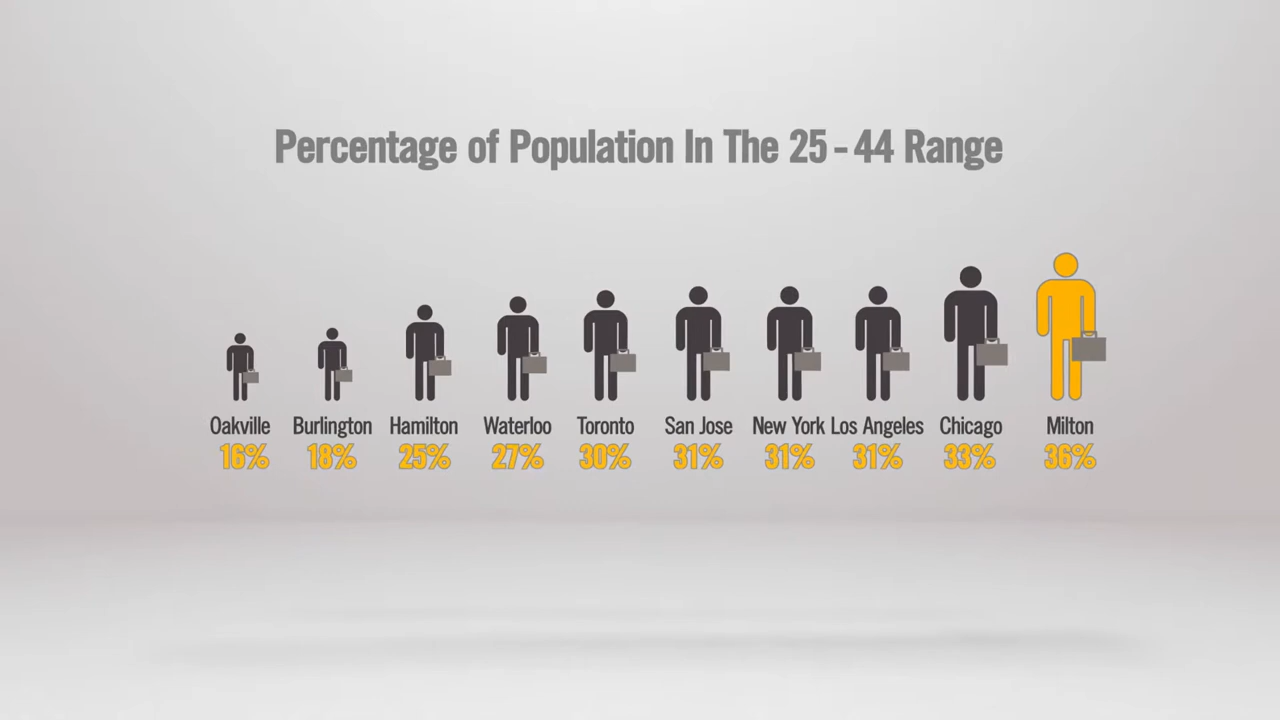 Percentage of Population In The 25 - 44 Range
Oakville Burlington Hamilton Waterloo Toronto San Jose New York Los Angeles Chicago Milton
16% 18% 25% 27% 30% 31% 31% 31% 33% 36%